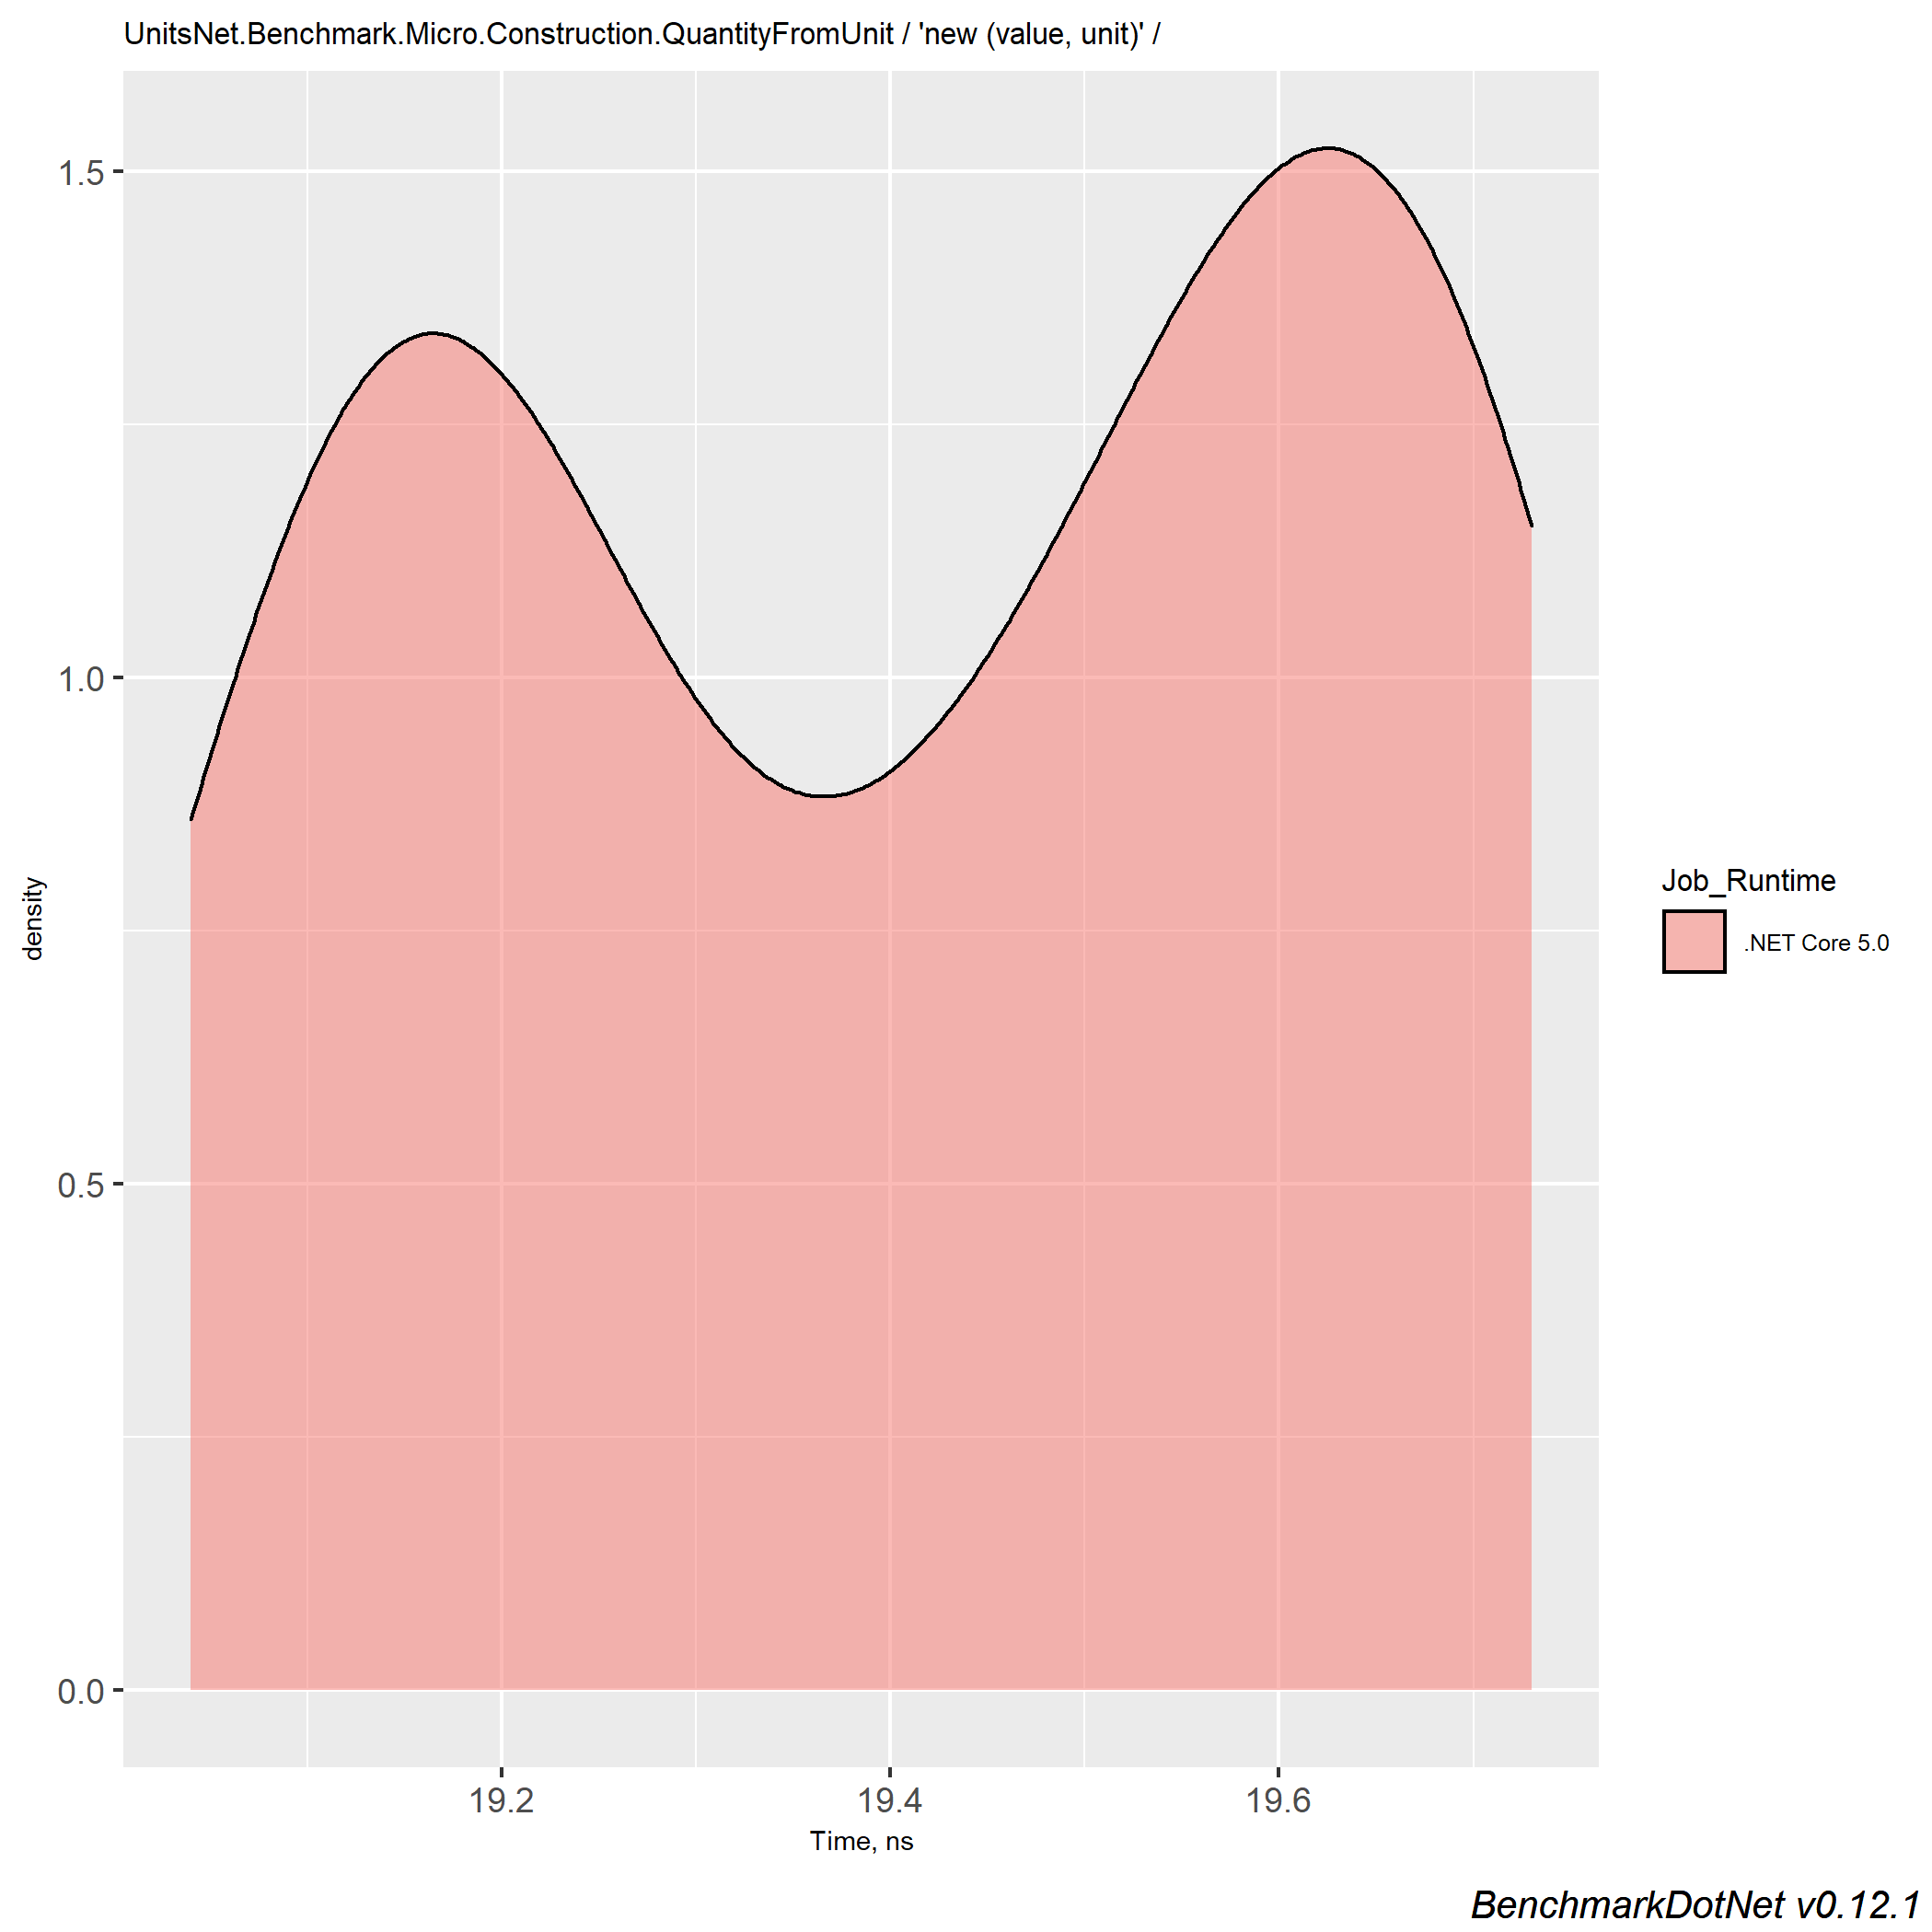 UnitsNet.Benchmark.Micro.Construction.QuantityFromUnit / 'new (value, unit)' /
1.5
1.0
0.5
0.0
density
19.2
19.4
19.6
Time, ns
Job_Runtime
.NET Core 5.0
BenchmarkDotNet v0.12.1